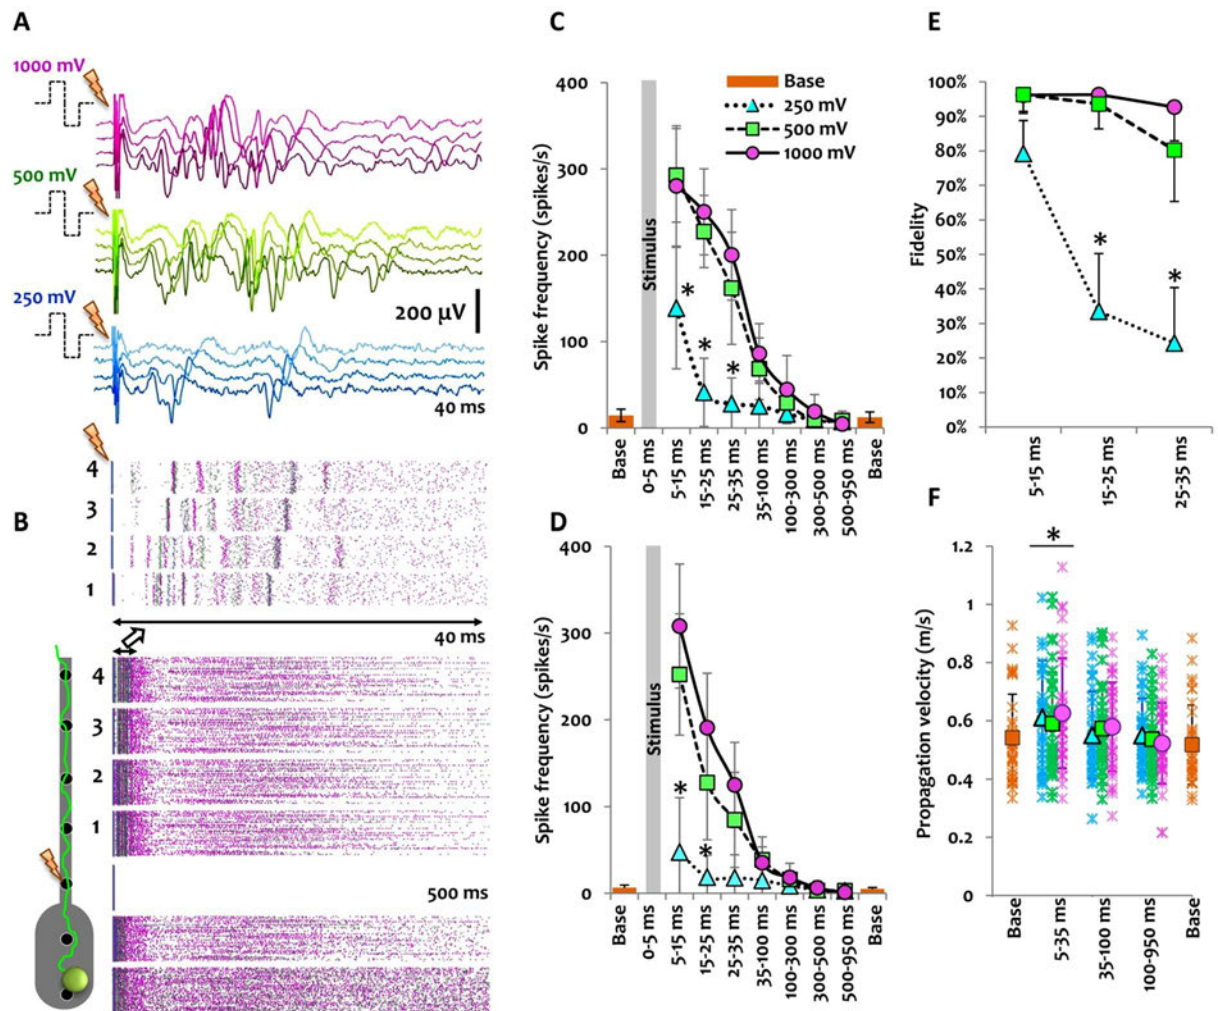 A
1000 mV
500 mV
250 mV
200 µV
40 ms
4
3
2
1
40 ms
B
4
3
2
1
500 ms
C
Spike frequency (spikes/s)
400
300
200
100
0
Stimulus
Base
250 mV
500 mV
1000 mV
*
*
*
Base
0-5 ms
5-15 ms
15-25 ms
25-35 ms
35-100 ms
100-300 ms
300-500 ms
500-950 ms
Base
D
Spike frequency (spikes/s)
400
300
200
100
0
Stimulus
*
*
Base
0-5 ms
5-15 ms
15-25 ms
25-35 ms
35-100 ms
100-300 ms
300-500 ms
500-950 ms
Base
E
Fidelity
100%
90%
80%
70%
60%
50%
40%
30%
20%
10%
0%
*
*
5-15 ms
15-25 ms
25-35 ms
F
Propagation velocity (m/s)
1.2
1
0.8
0.6
0.4
0.2
0
*
Base
5-35 ms
35-100 ms
100-950 ms
Base